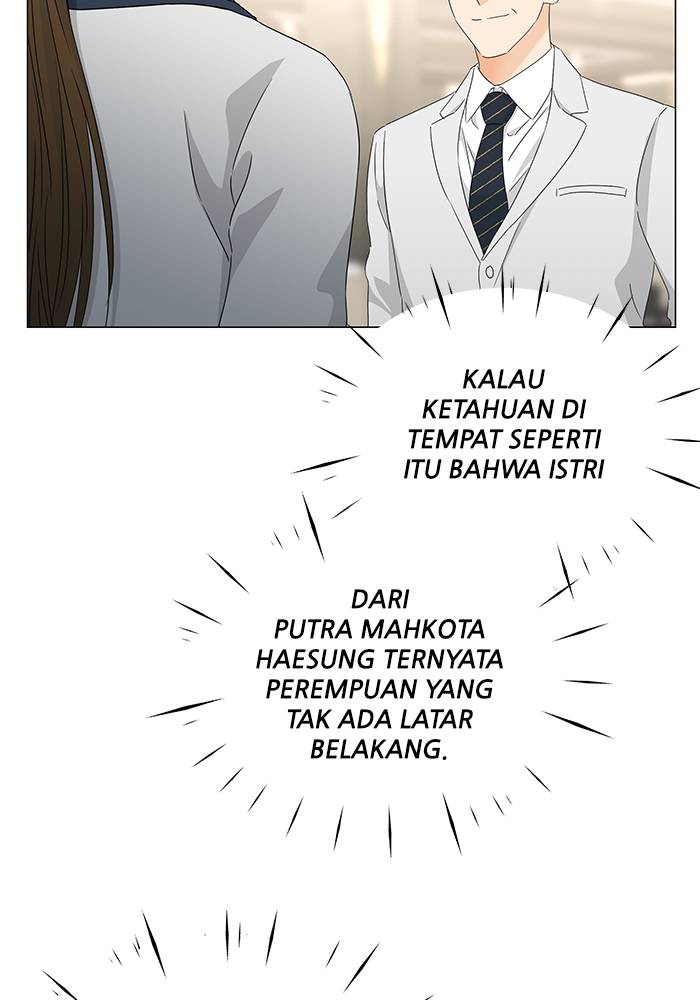 KALAU
KETAHUAN DI
TEMPAT SEPERTI
ITU BAHWA ISTRI
DARI
PUTRA MAHKOTA
HAESUNG TERNYATA
PEREMPUAN YANG
TAK ADA LATAR
BELAKANG.